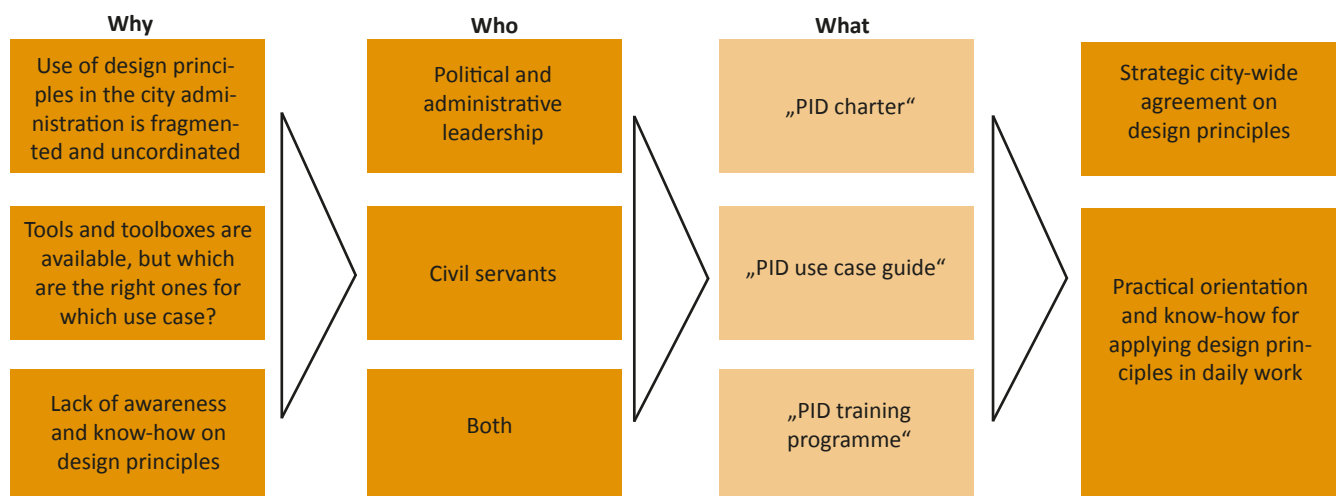 Why
Use of design princi-
ples in the city admi-
nistration is fragmen-
ted and uncordinated
Tools and toolboxes are
available, but which
are the right ones for
which use case?
Lack of awareness
and know-how on
design principles
Who
Political and
administrative
leadership
Civil servants
Both
What
„PID charter“
„PID use case guide“
„PID training
programme“
Strategic city-wide
agreement on
design principles
Practical orientation
and know-how for
applying design prin-
ciples in daily work